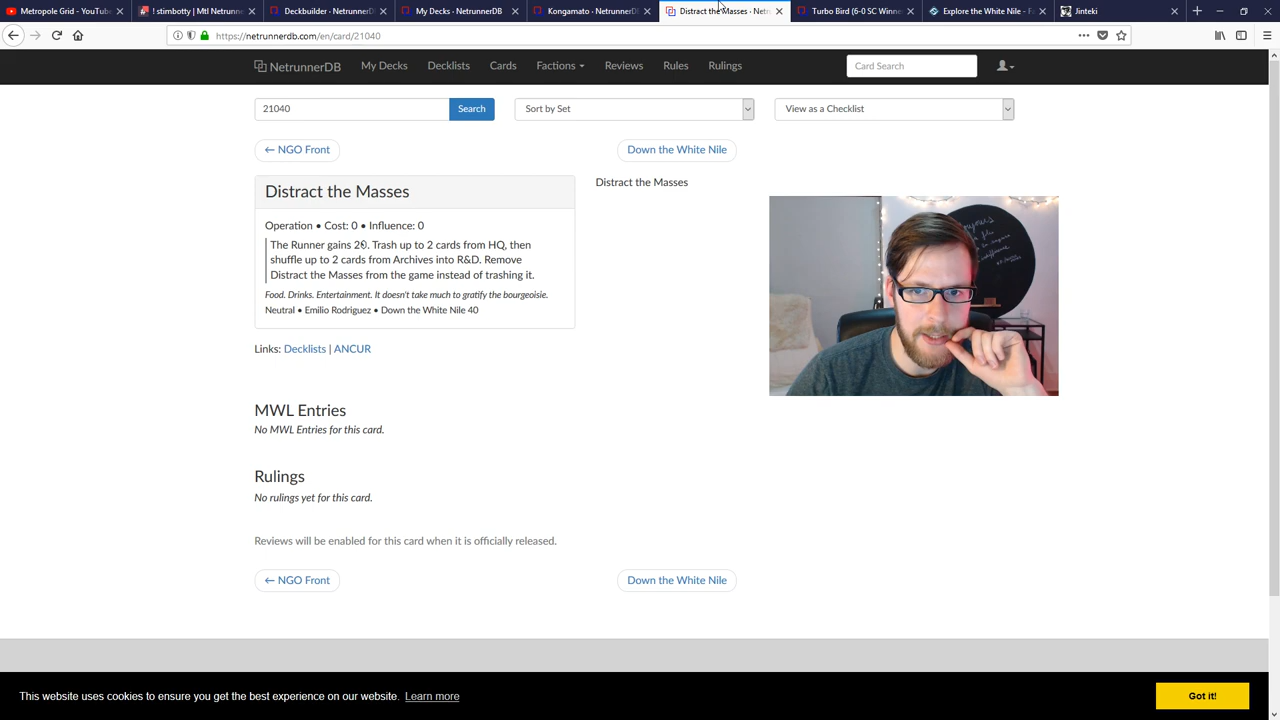 Metropole Grid - YouTub
! stimbotty | Mtl Netrunne
Deckbuilder · NetrunnerD
My Decks · NetrunnerDB
Kongamato · NetrunnerD
Distract the Masses · Netr
Turbo Bird (6-0 SC Winne
Explore the White Nile - Fa
Jinteki
https://netrunnerdb.com/en/card/21040
NetrunnerDB My Decks Decklists Cards Factions Reviews Rules Rulings Card Search
21040 Search Sort by Set View as a Checklist
← NGO Front Down the White Nile
Distract the Masses
Distract the Masses
Operation • Cost: 0 • Influence: 0
The Runner gains 2. Trash up to 2 cards from HQ, then
shuffle up to 2 cards from Archives into R&D. Remove
Distract the Masses from the game instead of trashing it.
Food. Drinks. Entertainment. It doesn't take much to gratify the bourgeoisie.
Neutral • Emilio Rodriguez • Down the White Nile 40
Links: Decklists | ANCUR
MWL Entries
No MWL Entries for this card.
Rulings
No rulings yet for this card.
Reviews will be enabled for this card when it is officially released.
← NGO Front Down the White Nile
This website uses cookies to ensure you get the best experience on our website. Learn more Got it!